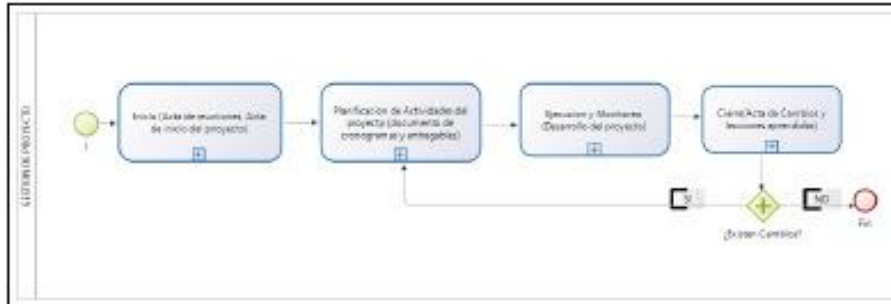 GESTION DE PROYECTO
Inicio (Acta de reuniones. Acta
de inicio del proyecto)
Planificacion de Actividades del
proyecto (documento de
cronogramas y entregables)
Ejecucion y Monitoreo
(Desarrollo del proyecto)
Cierre/Acta de Cambios y
lecciones aprendidas)
SI
NO
¿Existen Cambios?
Fin